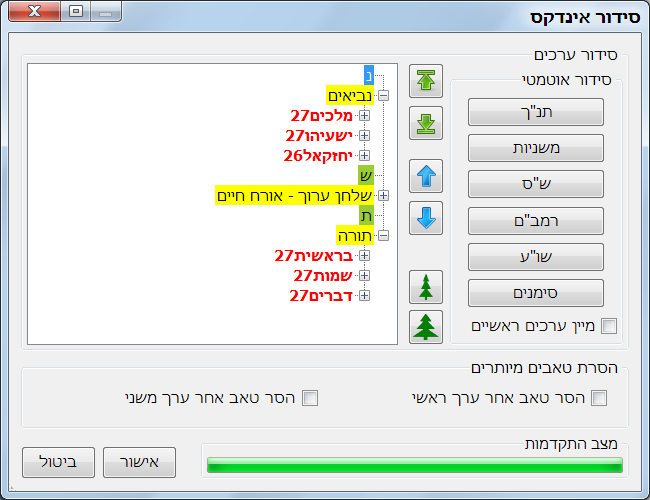 סידור אינדקס
סידור ערכים
סידור אוטמטי
תנ"ך
משניות
ש"ס
רמב"ם
שו"ע
סימנים
מיין ערכים ראשיים
נ
נביאים
מלכים27
ישעיהו27
יחזקאל26
ש
שלחן ערוך - אורח חיים
ת
תורה
בראשית27
שמות27
דברים27
הסרת טאבים מיותרים
הסר טאב אחר ערך ראשי
הסר טאב אחר ערך משני
מצב התקדמות
אישור
ביטול